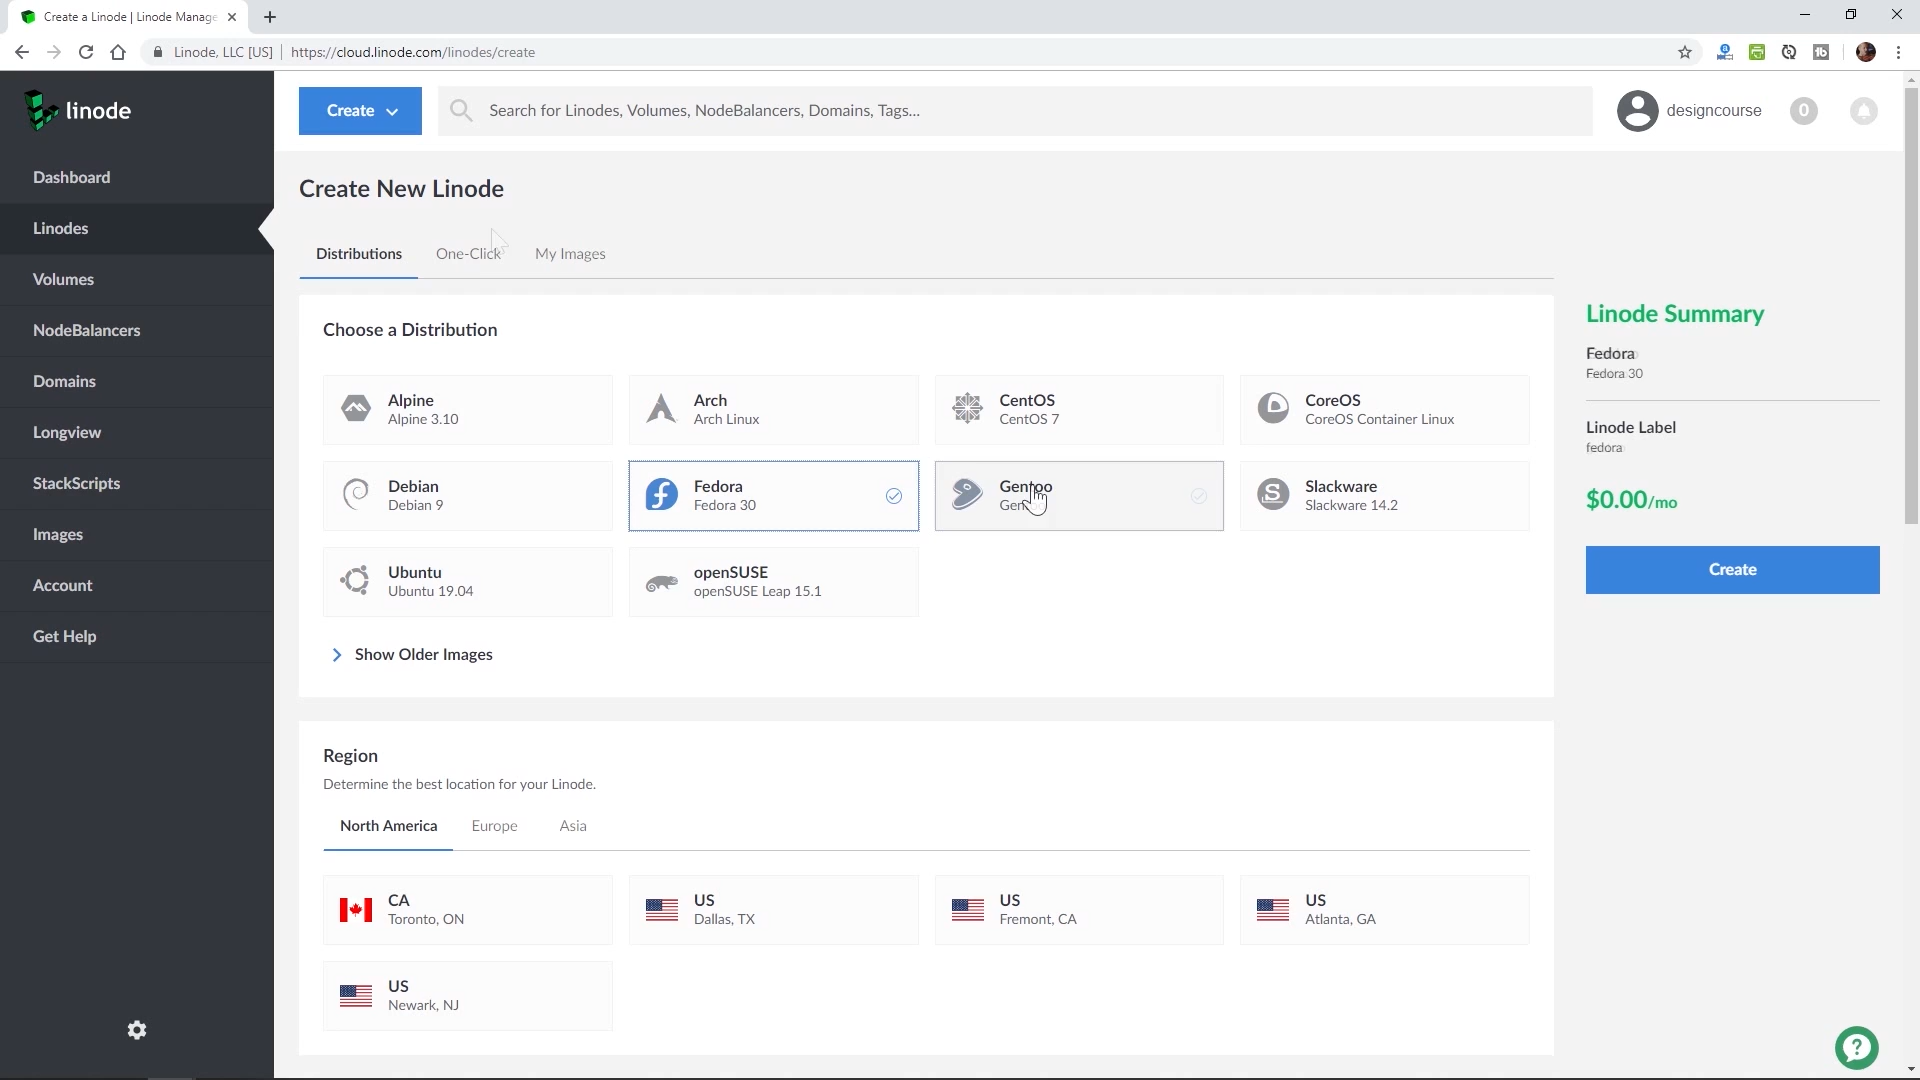 Create a Linode | Linode Manage
Linode, LLC [US] | https://cloud.linode.com/linodes/create
linode
Create
Search for Linodes, Volumes, NodeBalancers, Domains, Tags...
designcourse
0
Dashboard
Linodes
Volumes
NodeBalancers
Domains
Longview
StackScripts
Images
Account
Get Help
Create New Linode
Distributions
One-Click
My Images
Choose a Distribution
Alpine
Alpine 3.10
Arch
Arch Linux
CentOS
CentOS 7
CoreOS
CoreOS Container Linux
Debian
Debian 9
Fedora
Fedora 30
Gentoo
Slackware
Slackware 14.2
Ubuntu
Ubuntu 19.04
openSUSE
openSUSE Leap 15.1
Show Older Images
Region
Determine the best location for your Linode.
North America
Europe
Asia
CA
Toronto, ON
US
Dallas, TX
US
Fremont, CA
US
Atlanta, GA
US
Newark, NJ
Linode Summary
Fedora
Fedora 30
Linode Label
fedora
$0.00/mo
Create